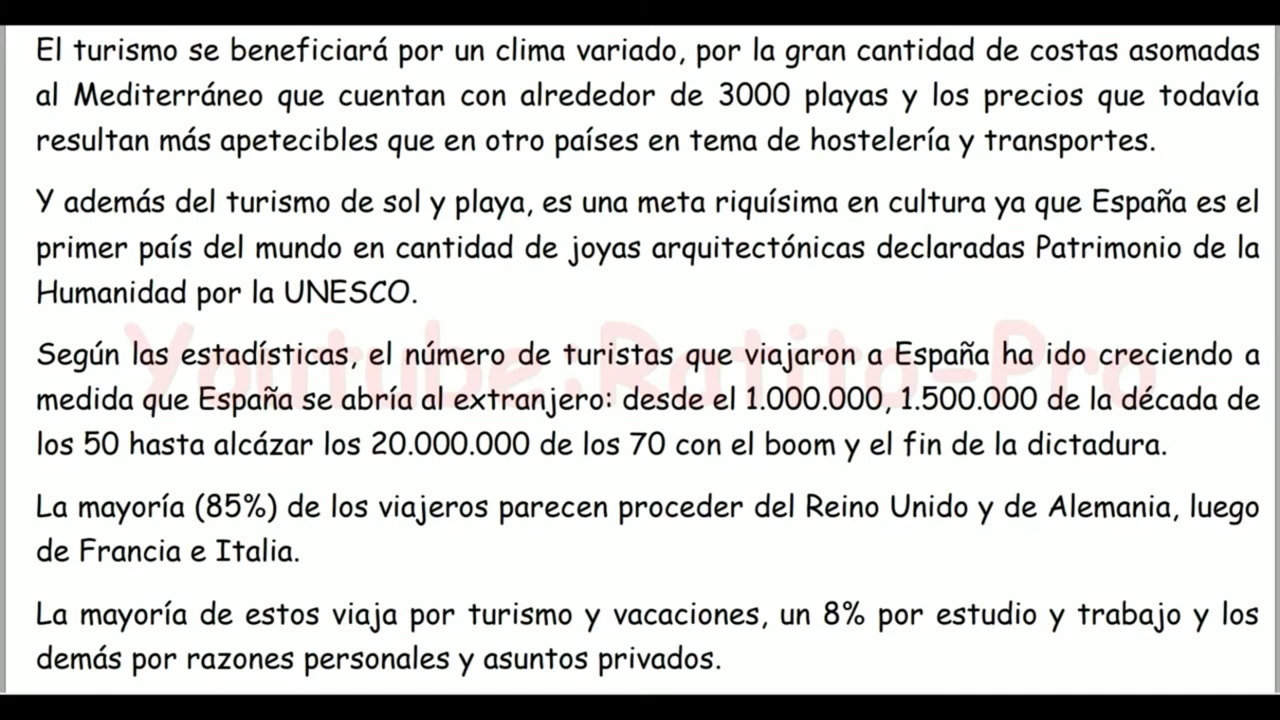 El turismo se beneficiará por un clima variado, por la gran cantidad de costas asomadas
al Mediterráneo que cuentan con alrededor de 3000 playas y los precios que todavía
resultan más apetecibles que en otro países en tema de hostelería y transportes.
Y además del turismo de sol y playa, es una meta riquísima en cultura ya que España es el
primer país del mundo en cantidad de joyas arquitectónicas declaradas Patrimonio de la
Humanidad por la UNESCO.
Youtube:Ratito-Pro
Según las estadísticas, el número de turistas que viajaron a España ha ido creciendo a
medida que España se abría al extranjero: desde el 1.000.000, 1.500.000 de la década de
los 50 hasta alcázar los 20.000.000 de los 70 con el boom y el fin de la dictadura.
La mayoría (85%) de los viajeros parecen proceder del Reino Unido y de Alemania, luego
de Francia e Italia.
La mayoría de estos viaja por turismo y vacaciones, un 8% por estudio y trabajo y los
demás por razones personales y asuntos privados.